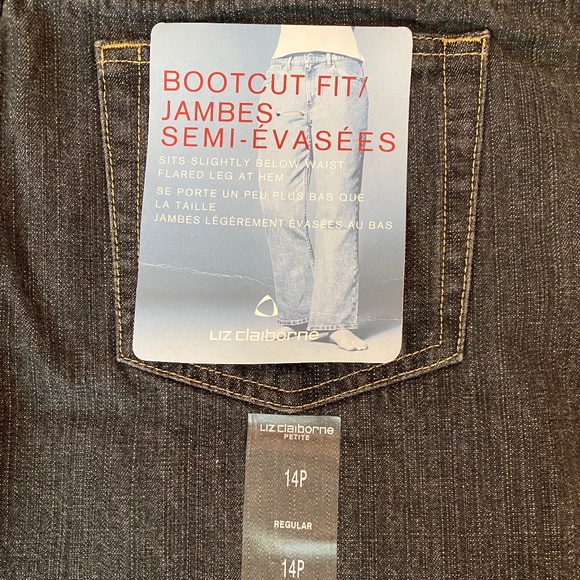 BOOTCUT FIT/
JAMBES
SEMI-ÉVASÉES
SITS SLIGHTLY BELOW WAIST
FLARED LEG AT HEM
SE PORTE UN PEU PLUS BAS QUE
LA TAILLE
JAMBES LÉGÈREMENT ÉVASÉES AU BAS
LIZ claiborne
LIZ claiborne
PETITE
14P
REGULAR
14P